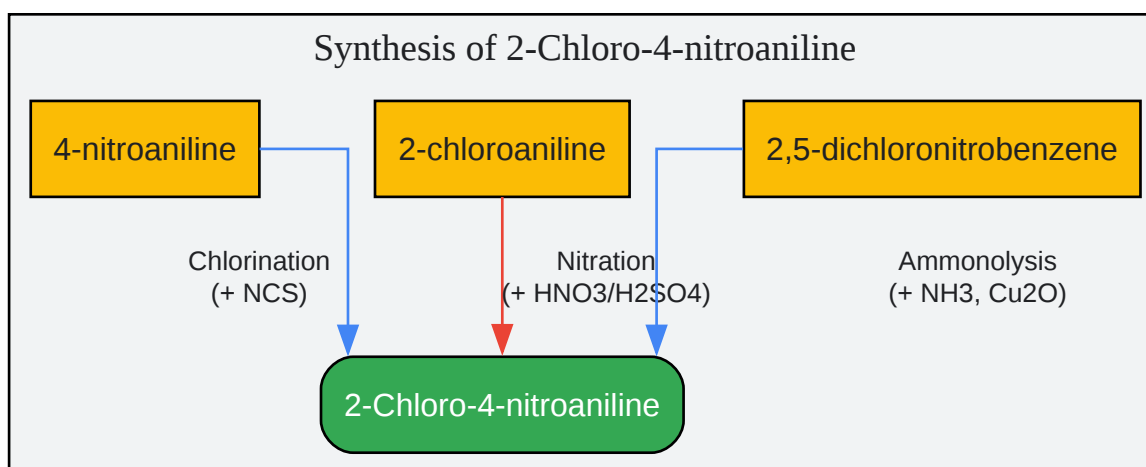 Synthesis of 2-Chloro-4-nitroaniline
4-nitroaniline
2-chloroaniline
2,5-dichloronitrobenzene
Chlorination
(+ NCS)
Nitration
(+ HNO3/H2SO4)
Ammonolysis
(+ NH3, Cu2O)
2-Chloro-4-nitroaniline